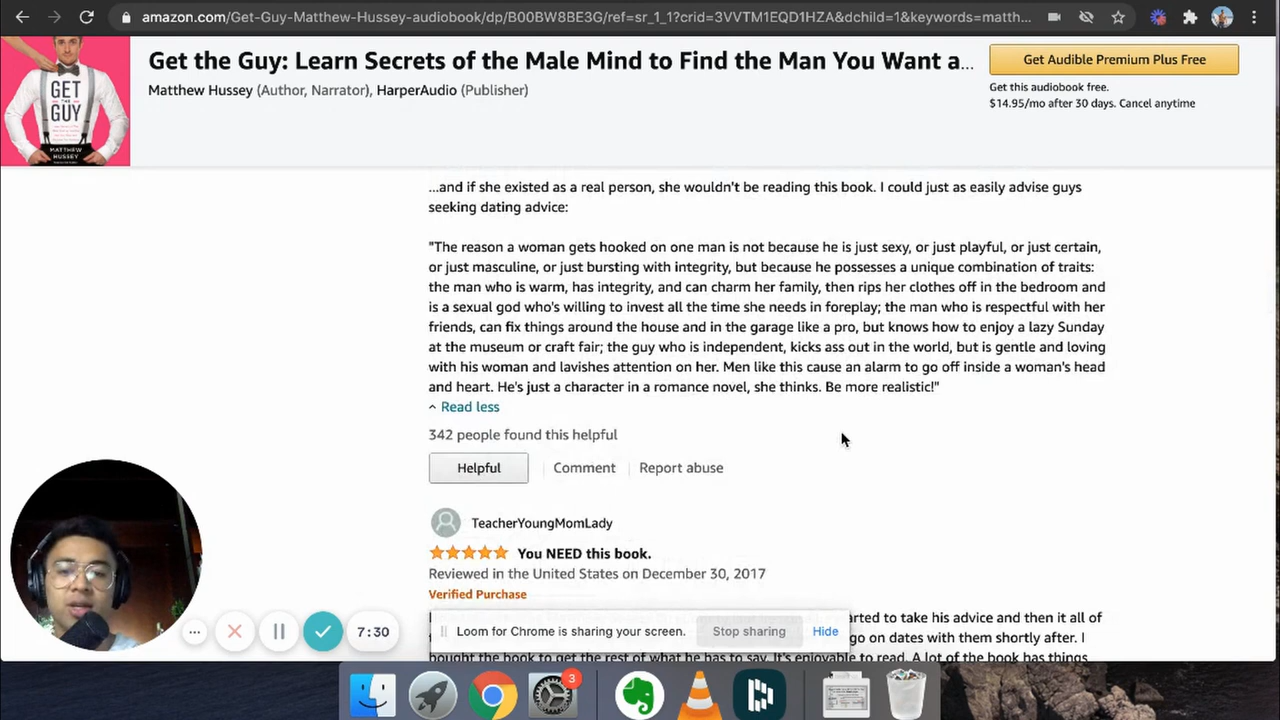 amazon.com/Get-Guy-Matthew-Hussey-audiobook/dp/B00BW8BE3G/ref=sr_1_1?crid=3VVTM1EQD1HZA&dchild=1&keywords=matth...
GET
THE
GUY
MATTHEW
HUSSEY
Get the Guy: Learn Secrets of the Male Mind to Find the Man You Want a...
Matthew Hussey (Author, Narrator), HarperAudio (Publisher)
Get Audible Premium Plus Free
Get this audiobook free.
$14.95/mo after 30 days. Cancel anytime
...and if she existed as a real person, she wouldn't be reading this book. I could just as easily advise guys
seeking dating advice:
"The reason a woman gets hooked on one man is not because he is just sexy, or just playful, or just certain,
or just masculine, or just bursting with integrity, but because he possesses a unique combination of traits:
the man who is warm, has integrity, and can charm her family, then rips her clothes off in the bedroom and
is a sexual god who's willing to invest all the time she needs in foreplay; the man who is respectful with her
friends, can fix things around the house and in the garage like a pro, but knows how to enjoy a lazy Sunday
at the museum or craft fair; the guy who is independent, kicks ass out in the world, but is gentle and loving
with his woman and lavishes attention on her. Men like this cause an alarm to go off inside a woman's head
and heart. He's just a character in a romance novel, she thinks. Be more realistic!"
Read less
342 people found this helpful
Helpful
Comment
Report abuse
TeacherYoungMomLady
You NEED this book.
Reviewed in the United States on December 30, 2017
Verified Purchase
arted to take his advice and then it all of
go on dates with them shortly after. I
bought the book to get the rest of what he has to say. It's enjoyable to read. A lot of the book has things
Loom for Chrome is sharing your screen.
Stop sharing
Hide
7:30
3